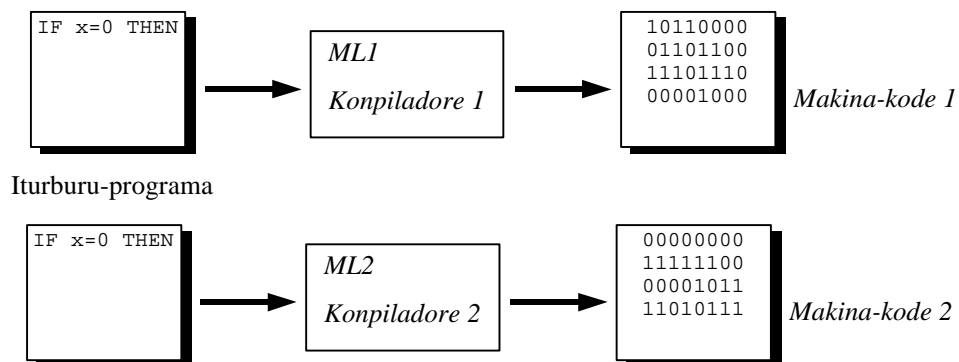 IF x=0 THEN
ML1
Konpiladore 1
10110000
01101100
11101110
00001000
Makina-kode 1
Iturburu-programa
IF x=0 THEN
ML2
Konpiladore 2
00000000
11111100
00001011
11010111
Makina-kode 2